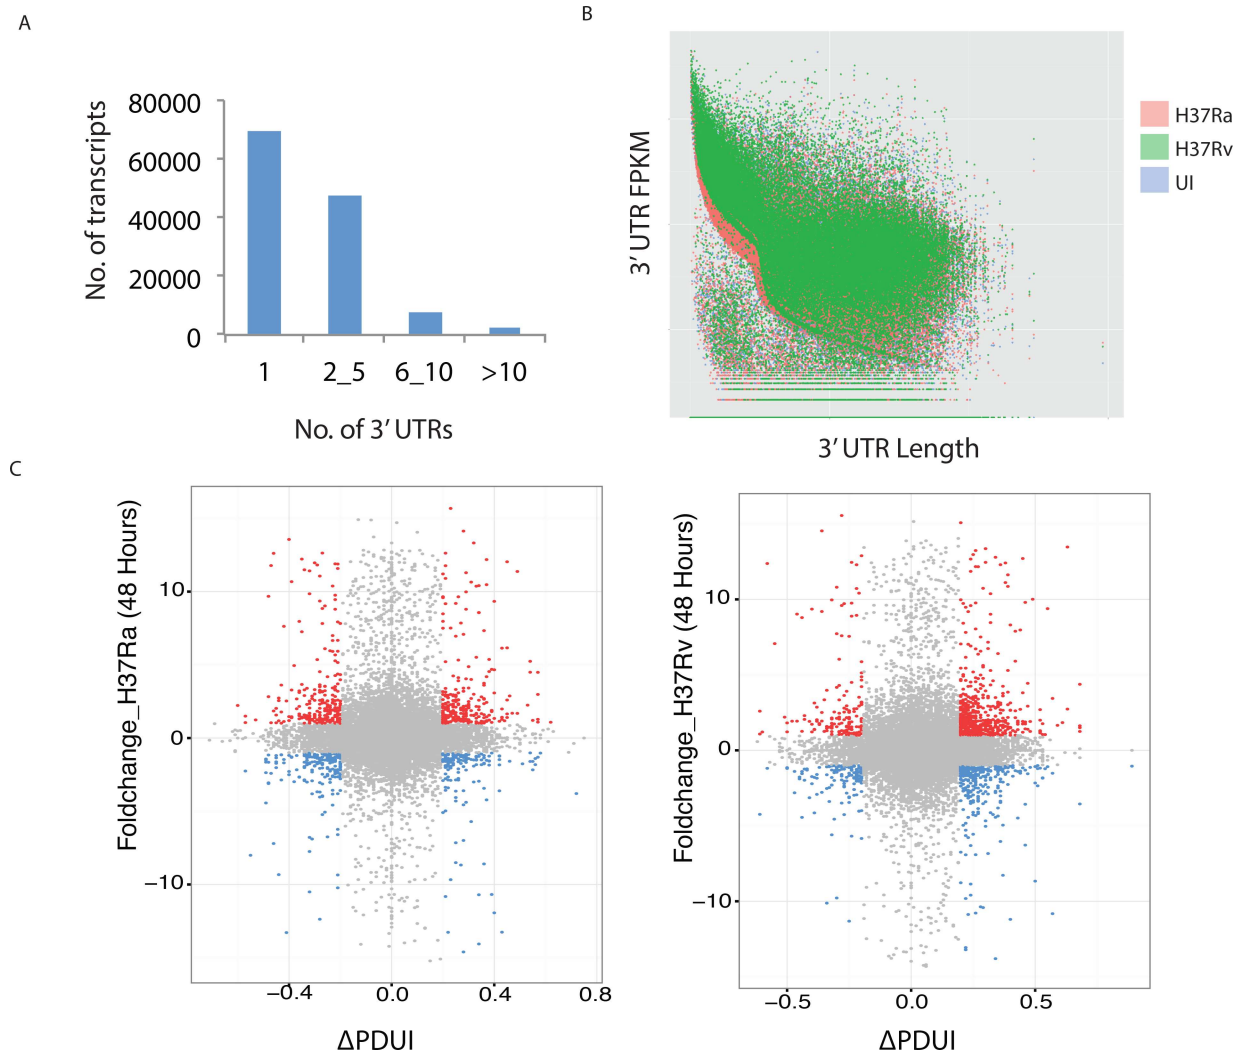 A
B
80000
60000
40000
20000
0
No. of transcripts
1 2_5 6_10 >10
No. of 3′ UTRs
3′ UTR FPKM
3′ UTR Length
H37Ra
H37Rv
UI
C
Foldchange_H37Ra (48 Hours)
10
0
−10
−0.4 0.0 0.4 0.8
ΔPDUI
Foldchange_H37Rv (48 Hours)
10
0
−10
−0.5 0.0 0.5
ΔPDUI